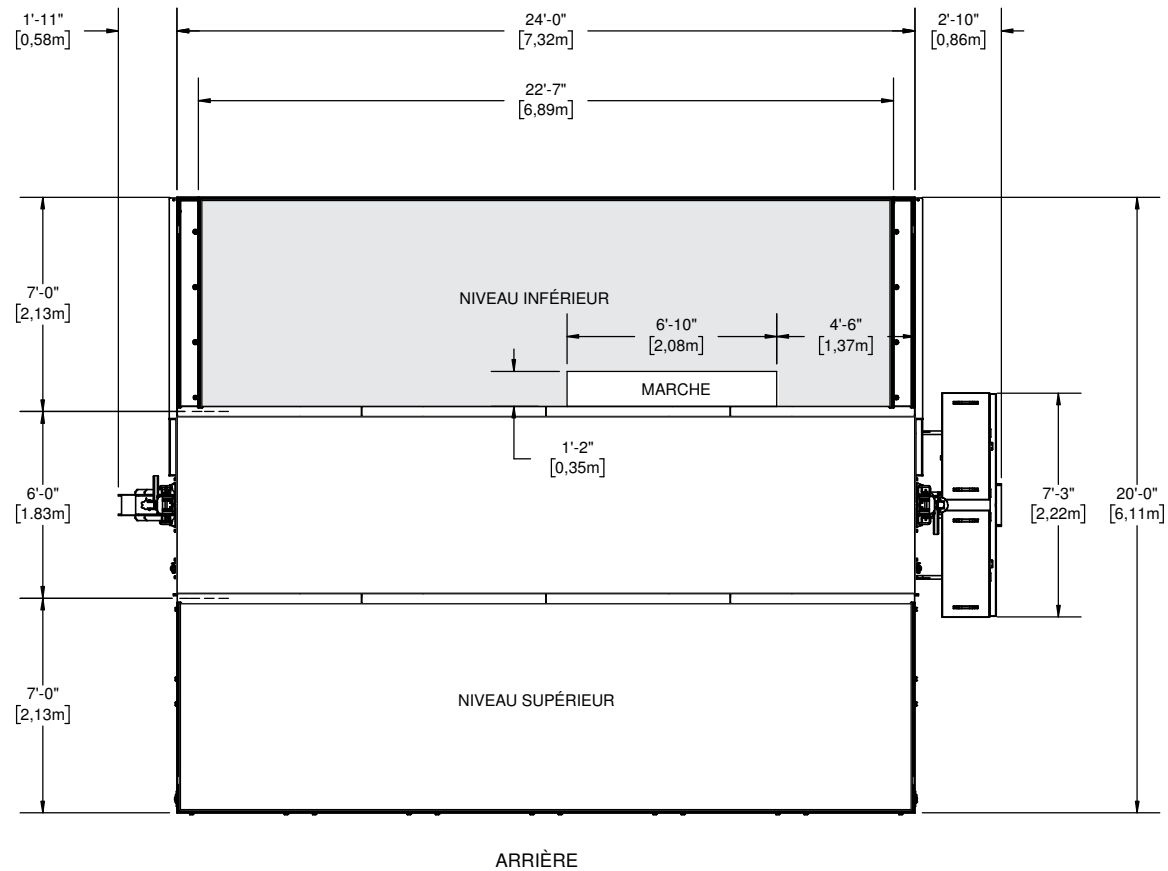 1'-11"
[0,58m]
24'-0"
[7,32m]
2'-10"
[0,86m]
22'-7"
[6,89m]
7'-0"
[2,13m]
NIVEAU INFÉRIEUR
6'-10"
[2,08m]
4'-6"
[1,37m]
MARCHE
1'-2"
[0,35m]
6'-0"
[1.83m]
7'-3"
[2,22m]
20'-0"
[6,11m]
7'-0"
[2,13m]
NIVEAU SUPÉRIEUR
ARRIÈRE